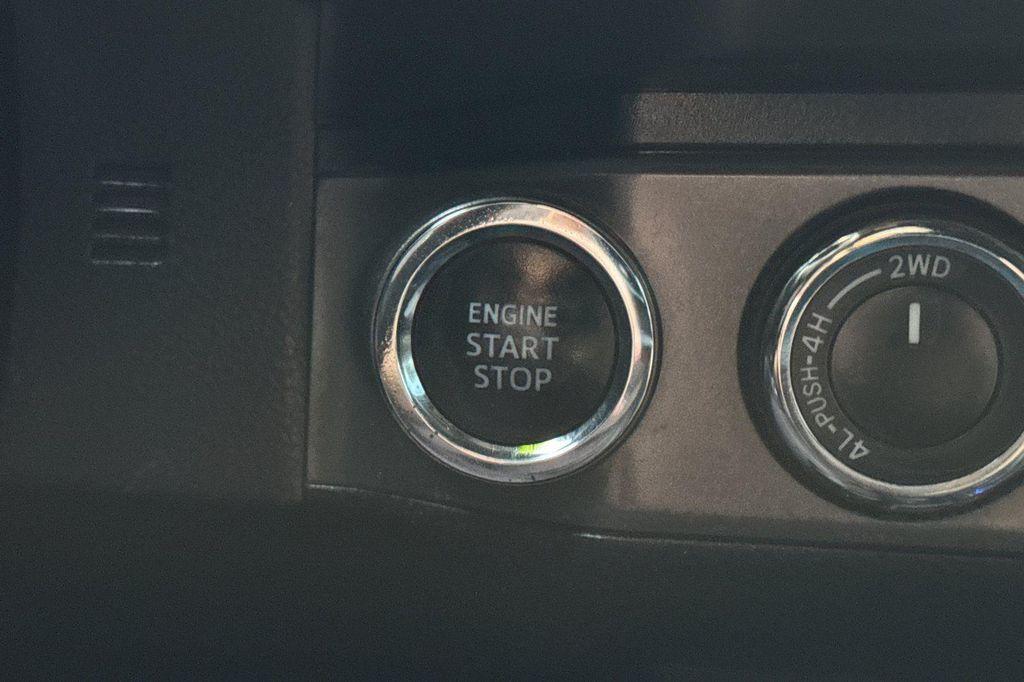 ENGINE
START
STOP
2WD
4L-PUSH-4H